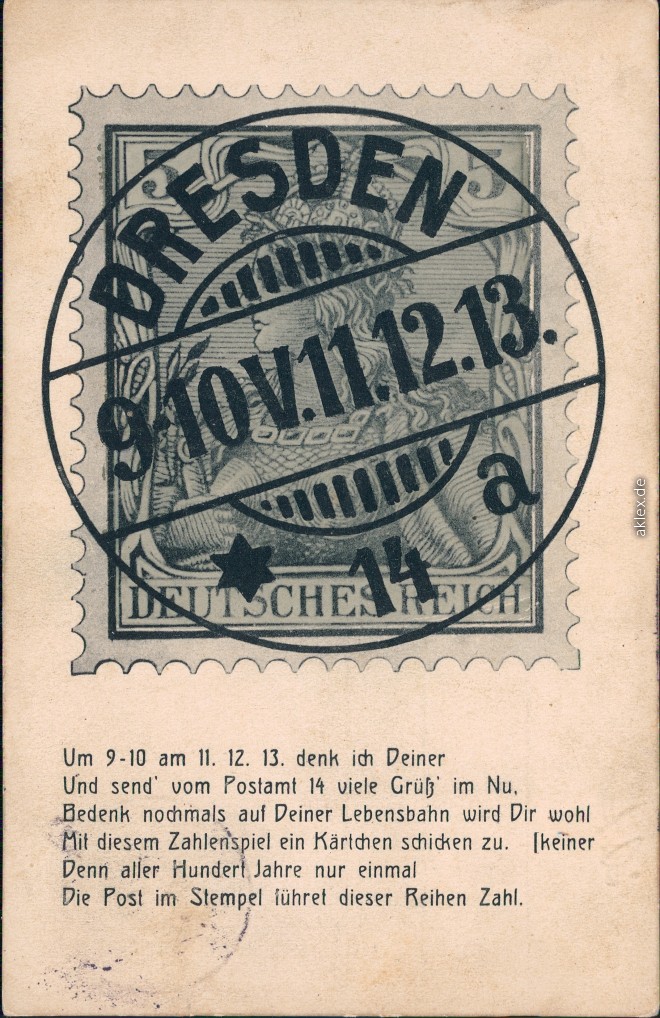 5 5
DRESDEN
9-10V.11.12.13.
a
14
DEUTSCHES REICH
Um 9-10 am 11. 12. 13. denk ich Deiner
Und send' vom Postamt 14 viele Grüß' im Nu,
Bedenk nochmals auf Deiner Lebensbahn wird Dir wohl
Mit diesem Zahlenspiel ein Kärtchen schicken zu. [keiner
Denn aller Hundert Jahre nur einmal
Die Post im Stempel führet dieser Reihen Zahl.
aklex.de